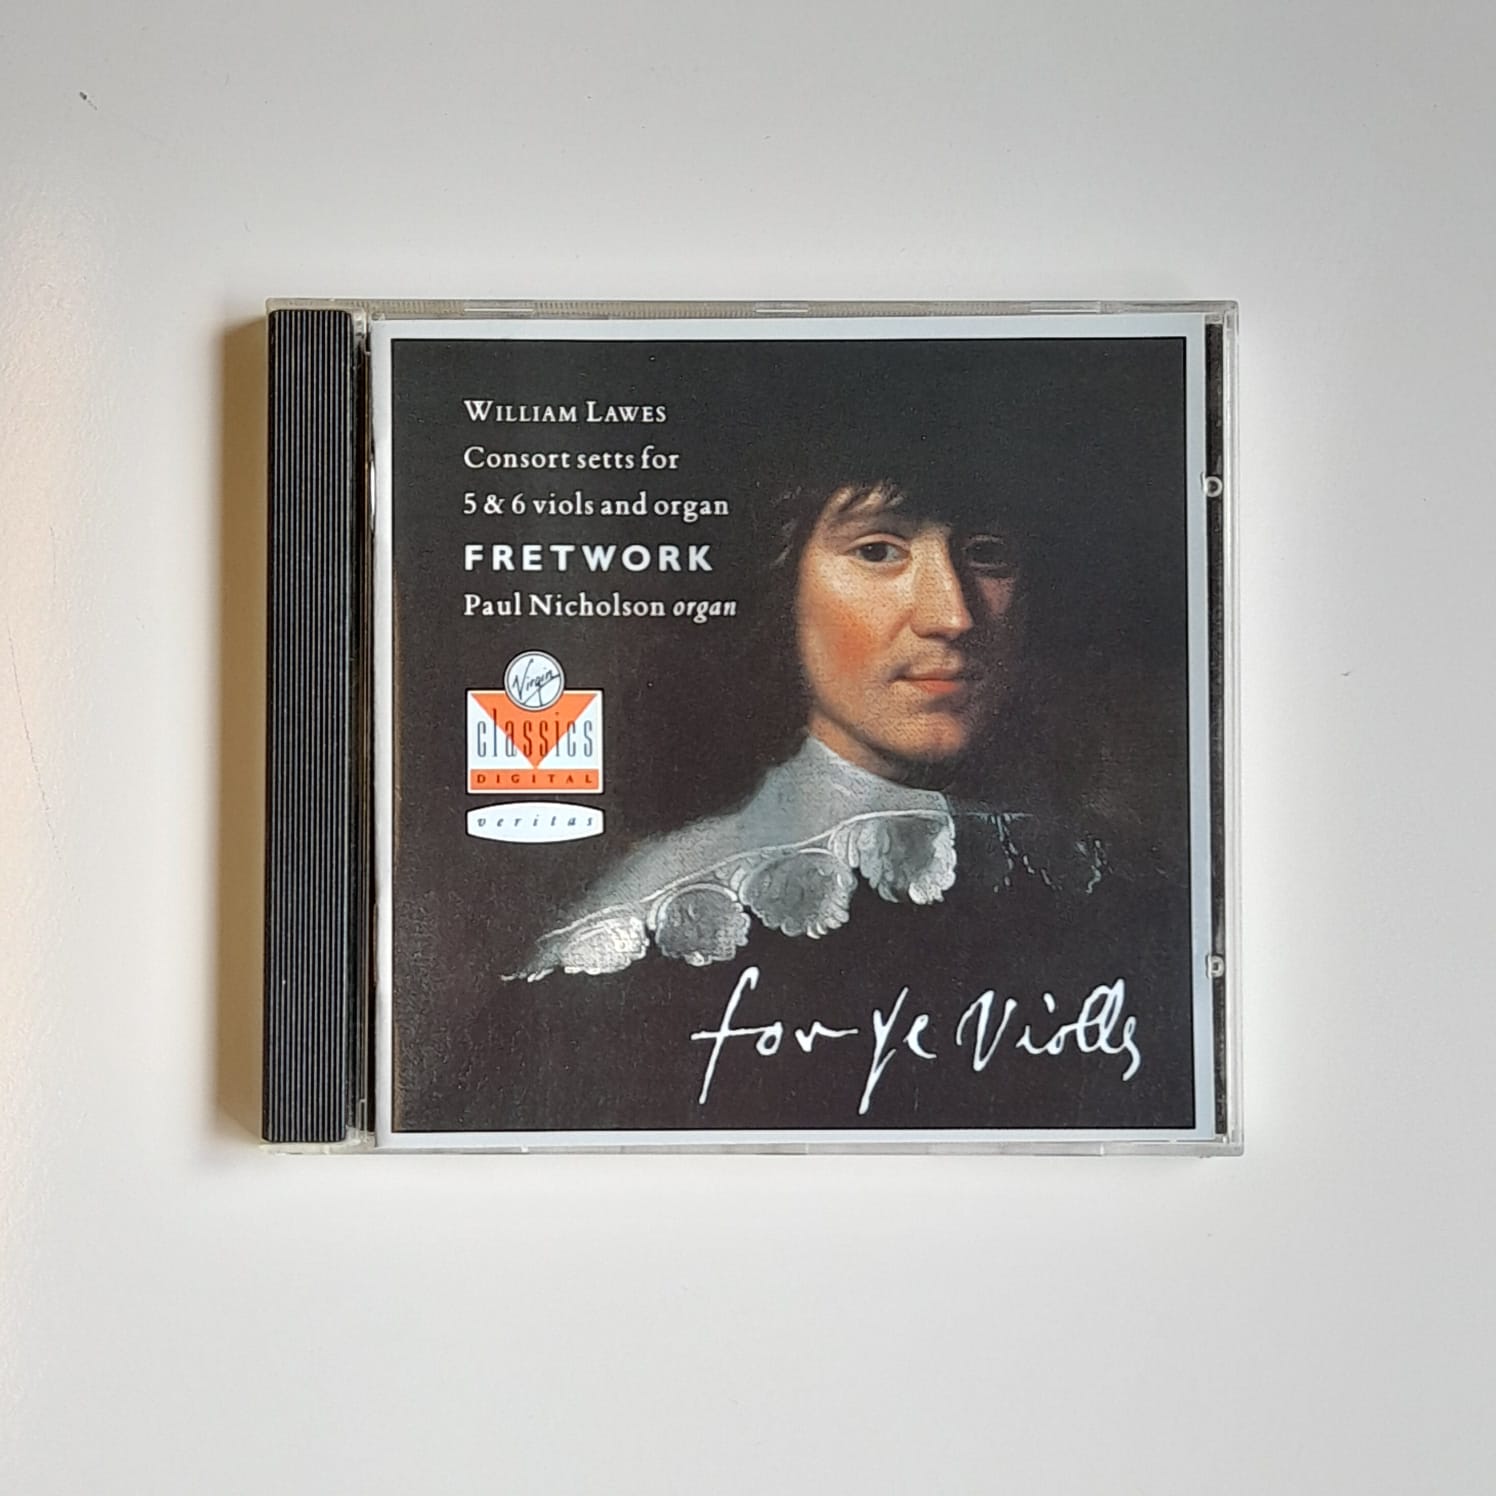 WILLIAM LAWES
Consort setts for
5 & 6 viols and organ
FRETWORK
Paul Nicholson organ
Virgin
classics
DIGITAL
veritas
for ye Violls